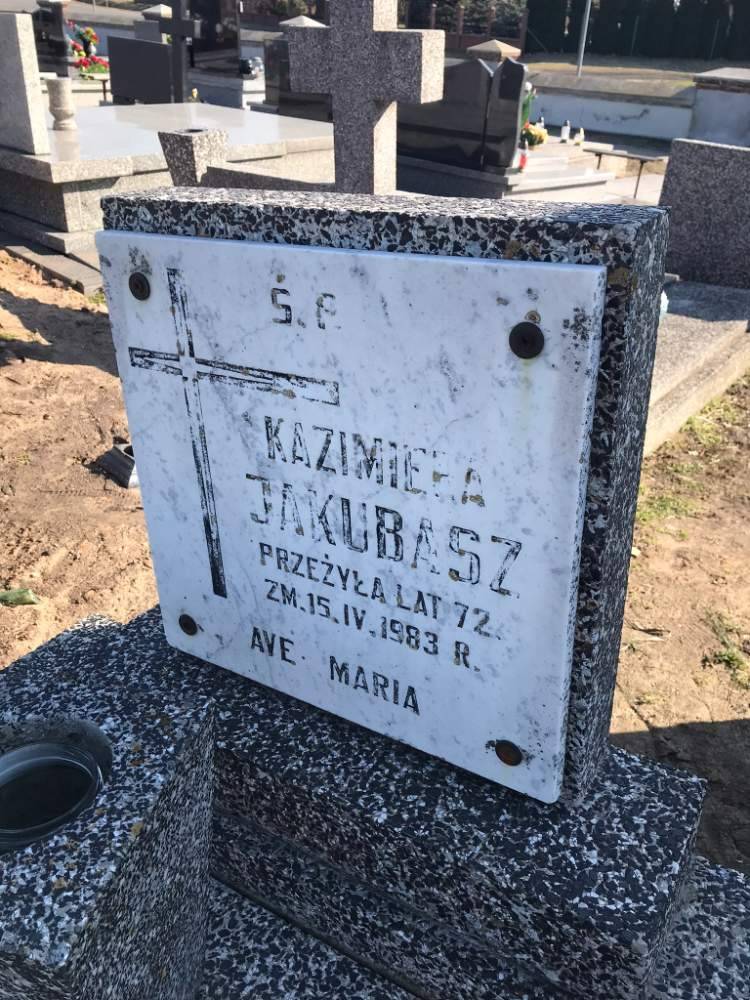 Ś.P.
KAZIMIERA
JAKUBASZ
PRZEŻYŁA LAT 72.
ZM.15.IV.1983 R.
AVE MARIA